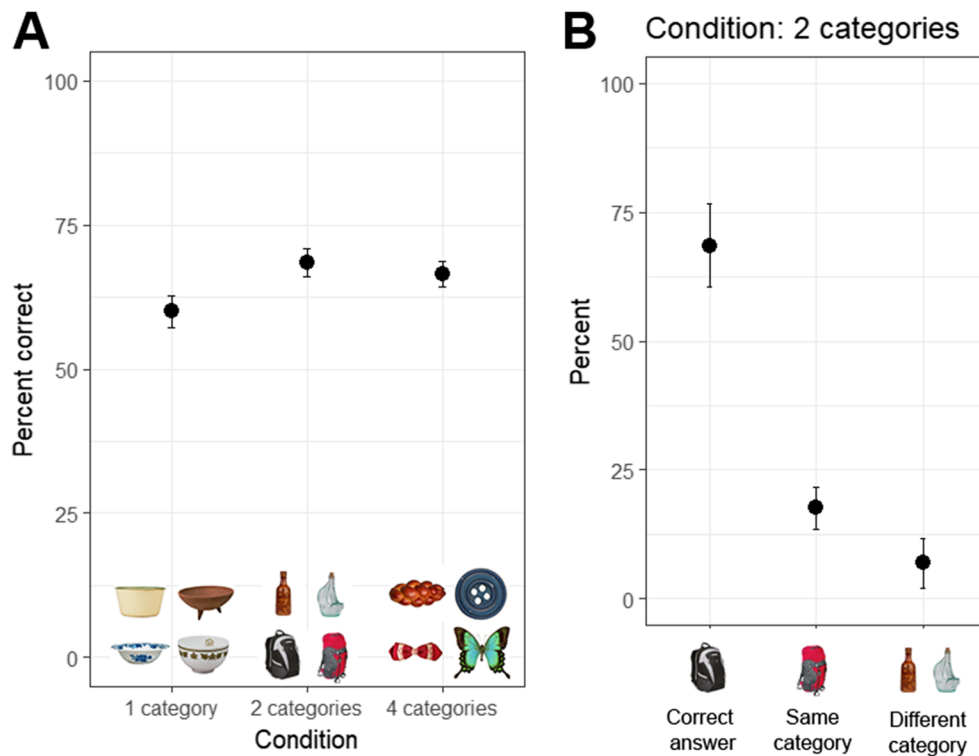 A
100
75
50
25
0
Percent correct
1 category
2 categories
4 categories
Condition
B
Condition: 2 categories
100
75
50
25
0
Percent
Correct
answer
Same
category
Different
category